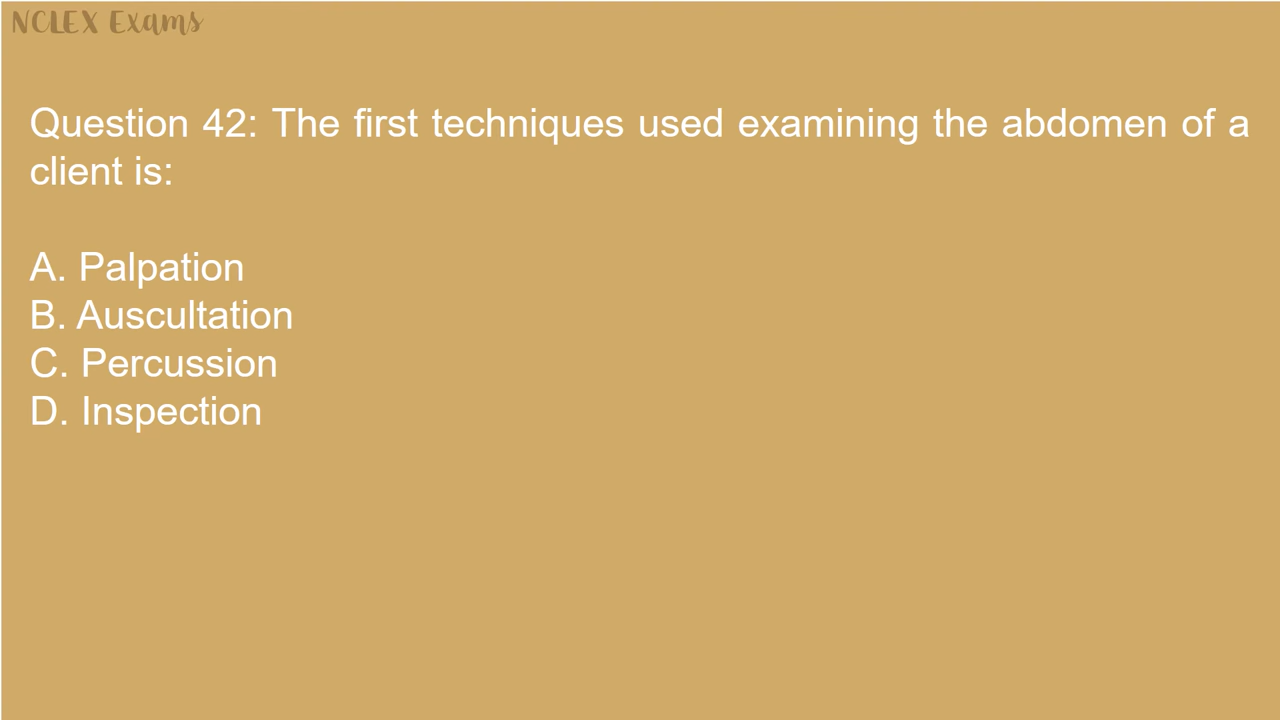 NCLEX Exams
Question 42: The first techniques used examining the abdomen of a
client is:
A. Palpation
B. Auscultation
C. Percussion
D. Inspection